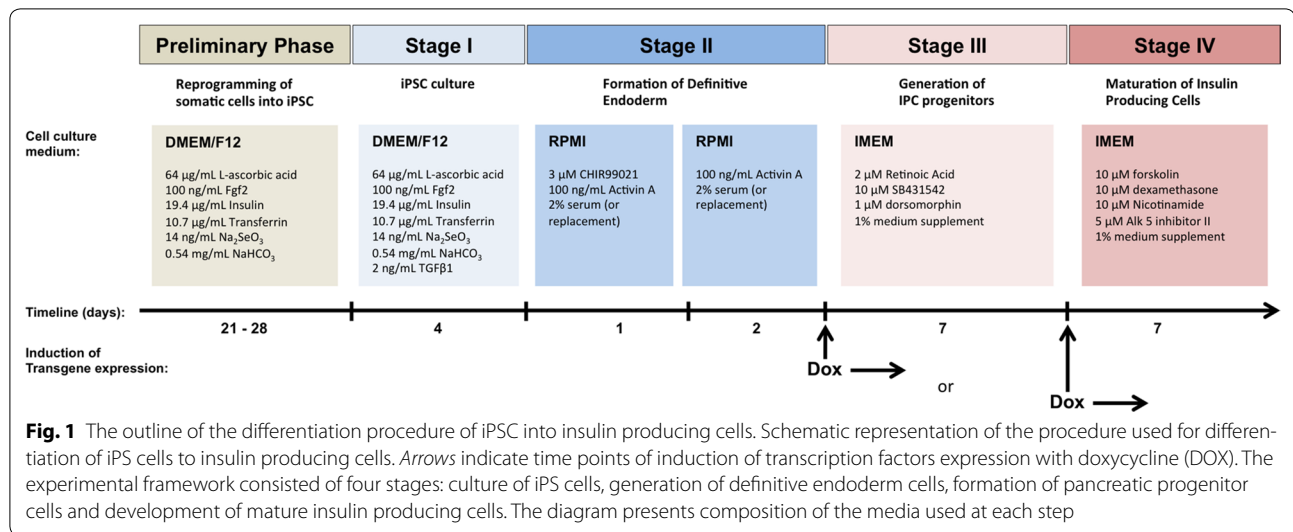 Preliminary Phase
Stage I
Stage II
Stage III
Stage IV
Reprogramming of
somatic cells into iPSC
iPSC culture
Formation of Definitive
Endoderm
Generation of
IPC progenitors
Maturation of Insulin
Producing Cells
Cell culture
medium:
DMEM/F12
64 µg/mL L-ascorbic acid
100 ng/mL Fgf2
19.4 µg/mL Insulin
10.7 µg/mL Transferrin
14 ng/mL Na₂SeO₃
0.54 mg/mL NaHCO₃
DMEM/F12
64 µg/mL L-ascorbic acid
100 ng/mL Fgf2
19.4 µg/mL Insulin
10.7 µg/mL Transferrin
14 ng/mL Na₂SeO₃
0.54 mg/mL NaHCO₃
2 ng/mL TGFβ1
RPMI
3 µM CHIR99021
100 ng/mL Activin A
2% serum (or
replacement)
RPMI
100 ng/mL Activin A
2% serum (or
replacement)
IMEM
2 µM Retinoic Acid
10 µM SB431542
1 µM dorsomorphin
1% medium supplement
IMEM
10 µM forskolin
10 µM dexamethasone
10 µM Nicotinamide
5 µM Alk 5 inhibitor II
1% medium supplement
Timeline (days):
21 - 28
4
1
2
7
7
Induction of
Transgene expression:
Dox
or
Dox
Fig. 1 The outline of the differentiation procedure of iPSC into insulin producing cells. Schematic representation of the procedure used for differen-
tiation of iPS cells to insulin producing cells. Arrows indicate time points of induction of transcription factors expression with doxycycline (DOX). The
experimental framework consisted of four stages: culture of iPS cells, generation of definitive endoderm cells, formation of pancreatic progenitor
cells and development of mature insulin producing cells. The diagram presents composition of the media used at each step